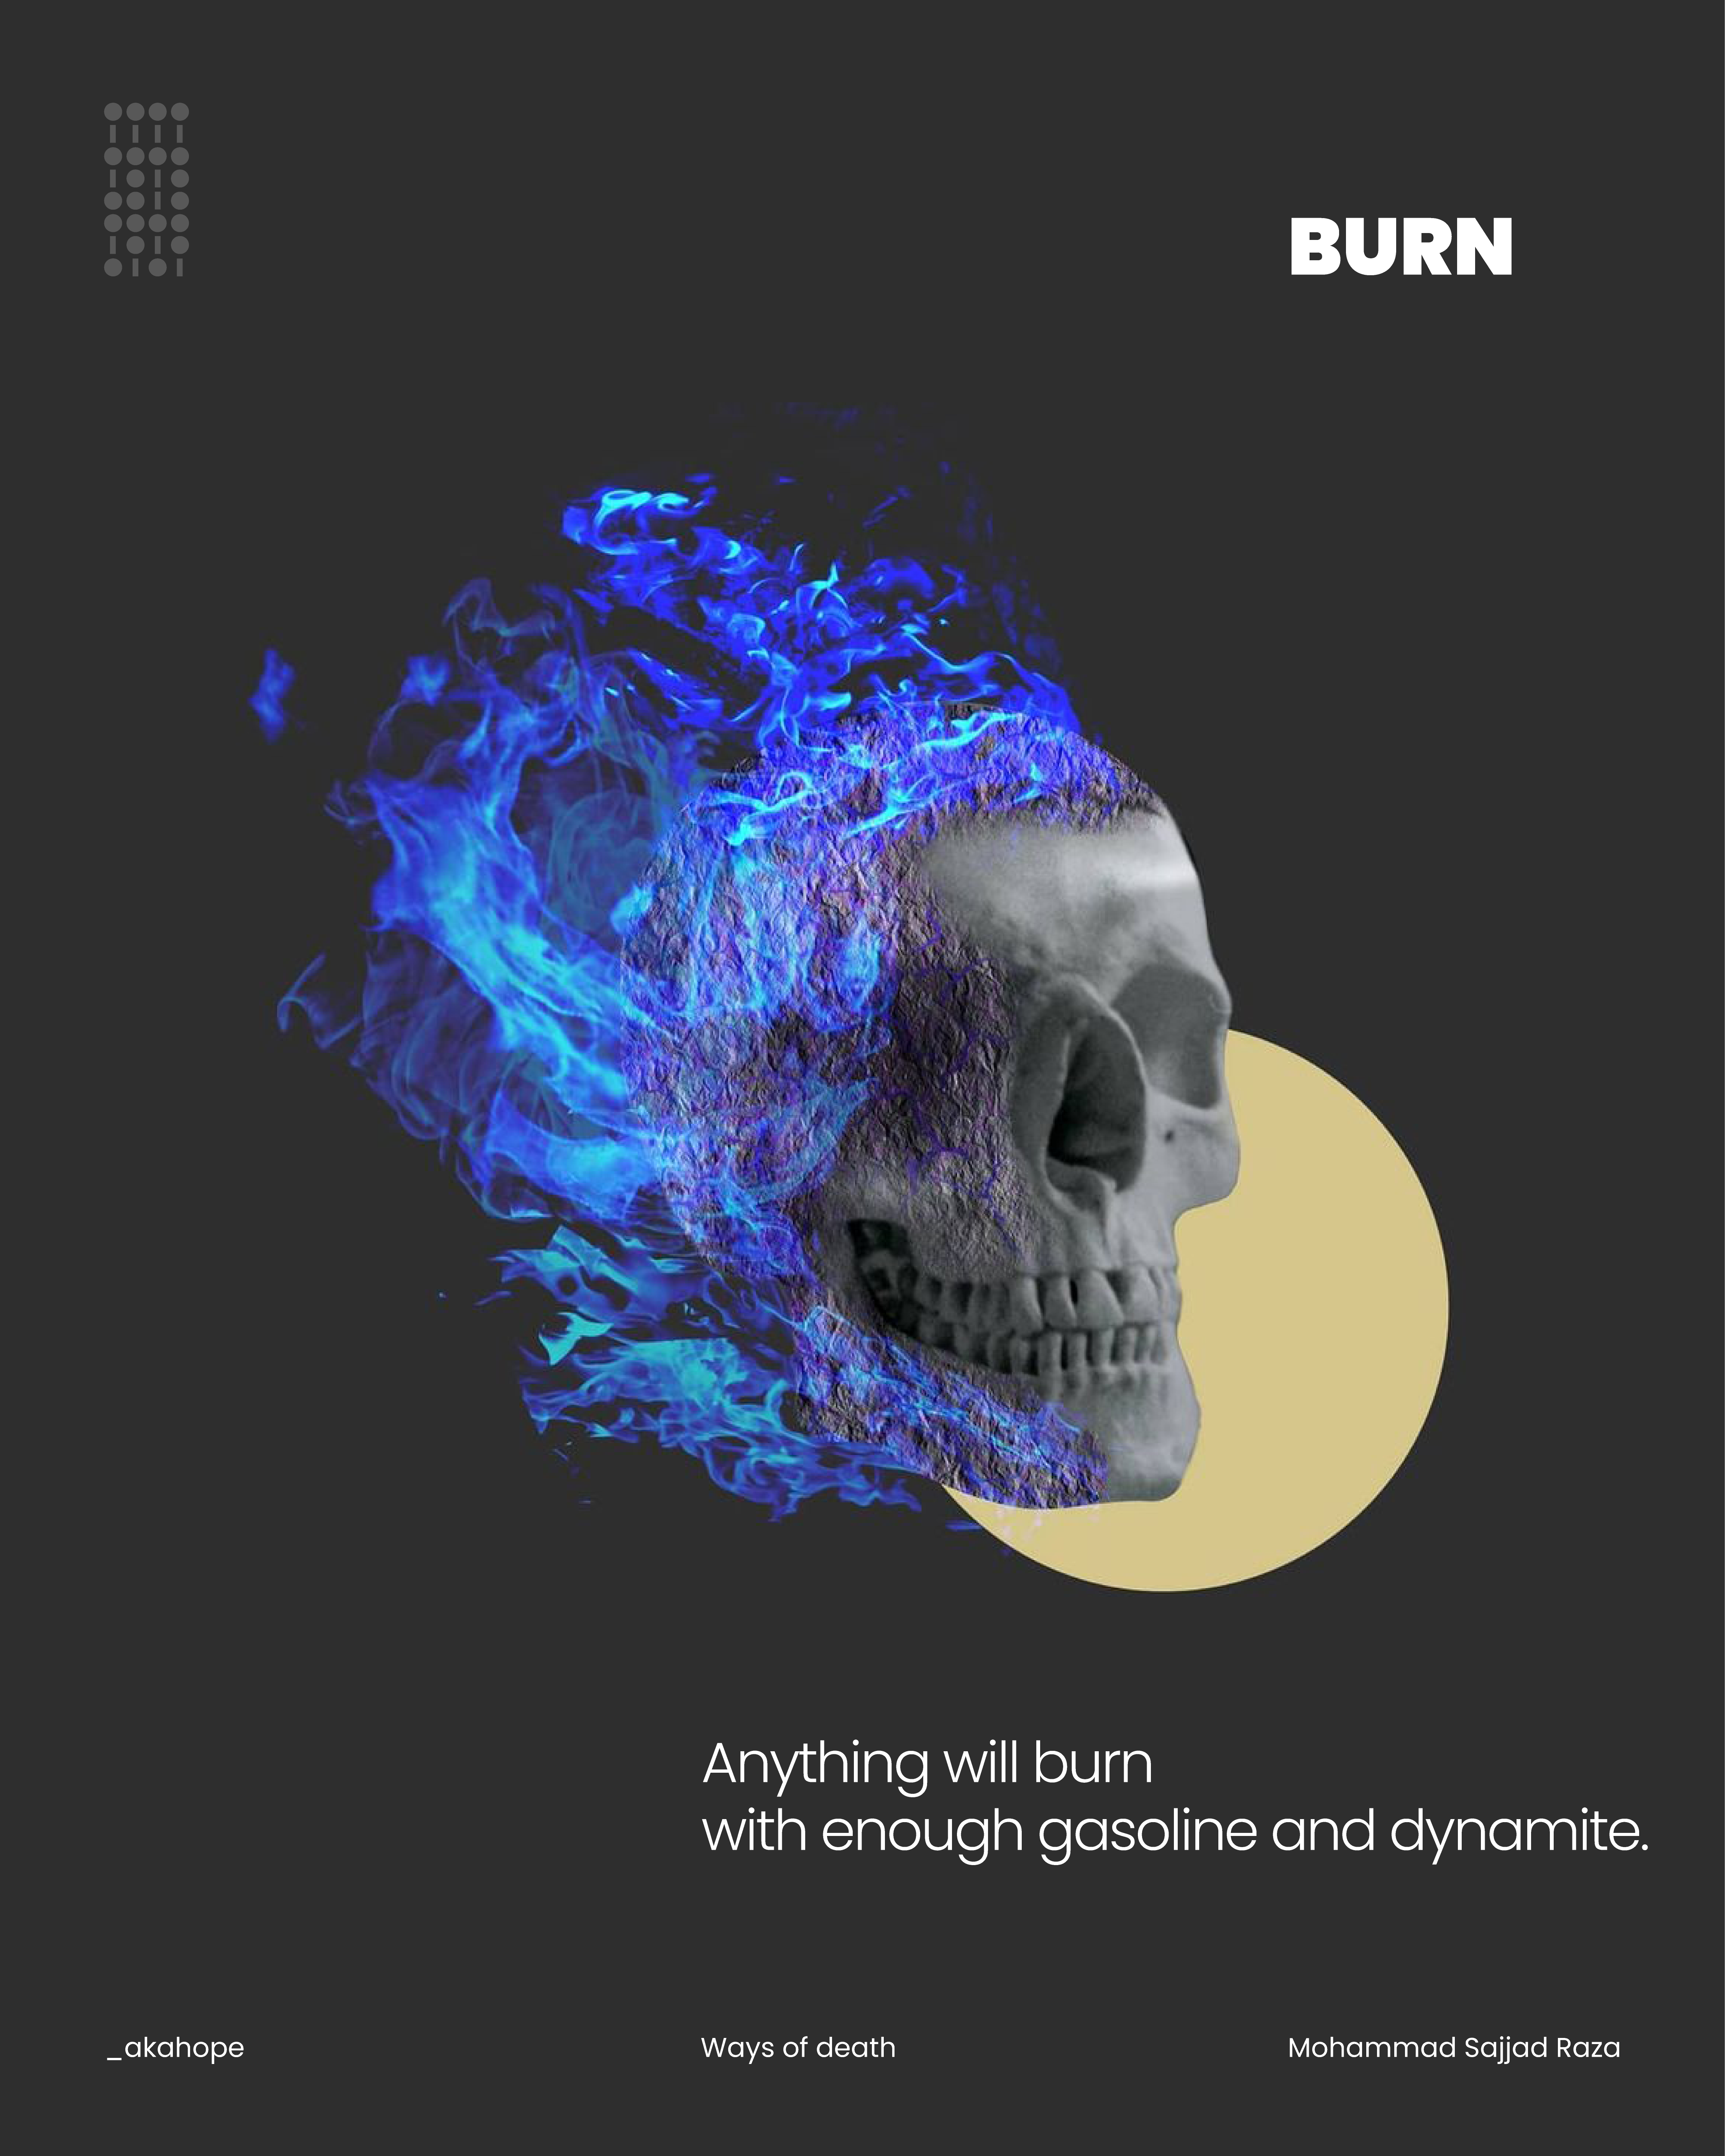 BURN
Anything will burn
with enough gasoline and dynamite.
_akahope
Ways of death
Mohammad Sajjad Raza